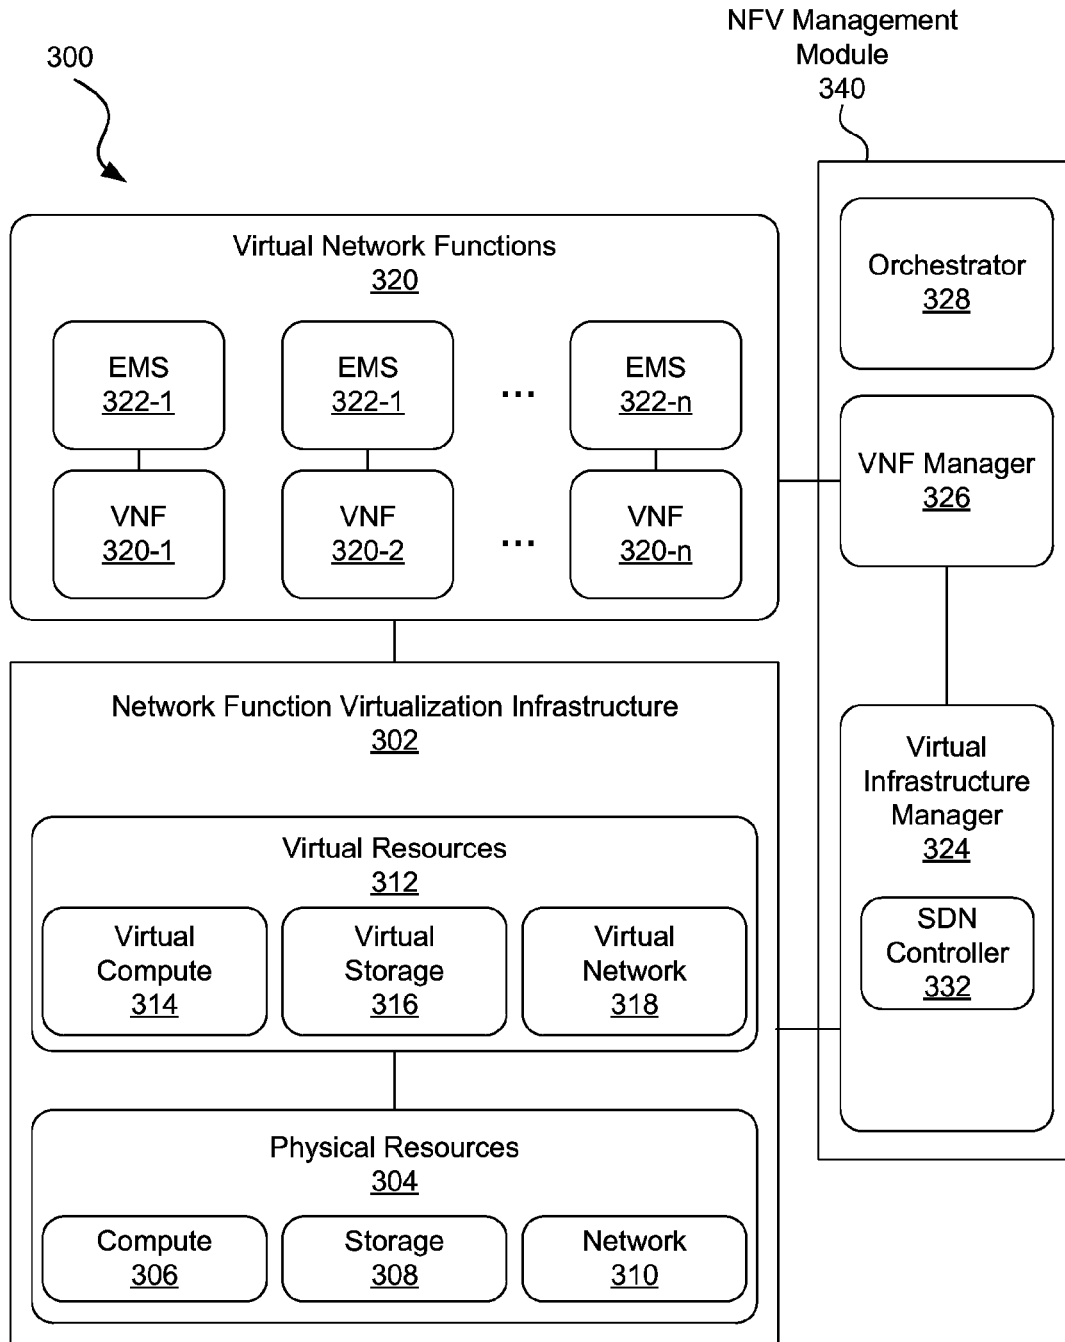 300
NFV Management
Module
340
Virtual Network Functions
320
EMS
322-1
EMS
322-1
...
EMS
322-n
VNF
320-1
VNF
320-2
...
VNF
320-n
Network Function Virtualization Infrastructure
302
Virtual Resources
312
Virtual
Compute
314
Virtual
Storage
316
Virtual
Network
318
Physical Resources
304
Compute
306
Storage
308
Network
310
Orchestrator
328
VNF Manager
326
Virtual
Infrastructure
Manager
324
SDN
Controller
332